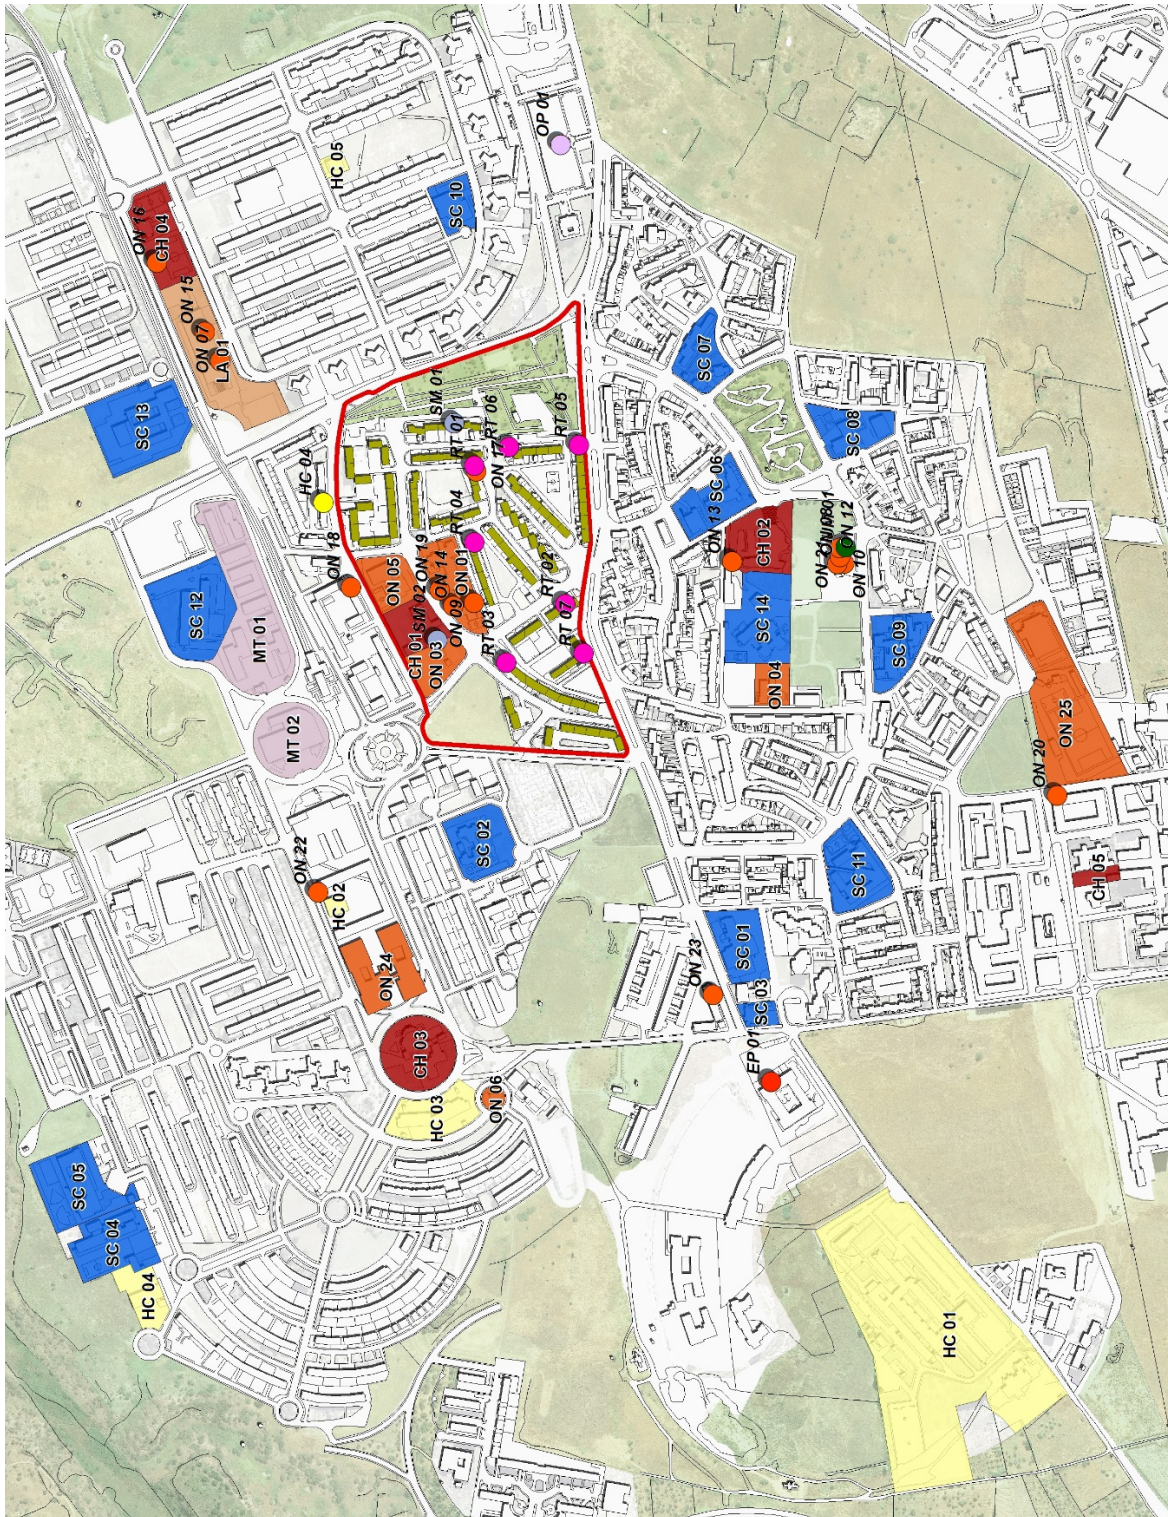 OP 01
HC 05
SC 10
ON 16
CH 04
ON 15
ON 07
LA 01
SC 13
SC 07
SC 08
SM 01
RT 06
RT 01
RT 05
ON 17
HC 04
SC 06
ON 13
CH 02
ON 12
ON 10
RT 04
ON 19
ON 01
ON 14
ON 09
ON 18
ON 05
SM 02
CH 01
ON 03
RT 02
RT 03
RT 07
SC 12
MT 01
SC 14
SC 09
ON 04
MT 02
ON 25
ON 20
SC 02
SC 11
CH 05
ON 22
HC 02
ON 24
SC 01
ON 23
SC 03
CH 03
EP 01
HC 03
ON 06
SC 05
SC 04
HC 04
HC 01